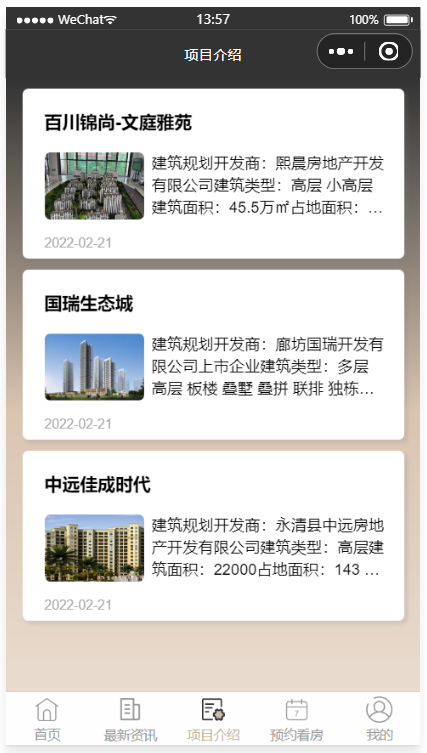 WeChat
13:57
100%
项目介绍
百川锦尚-文庭雅苑
建筑规划开发商：熙晨房地产开发
有限公司建筑类型：高层 小高层
建筑面积：45.5万㎡占地面积：...
2022-02-21
国瑞生态城
建筑规划开发商：廊坊国瑞开发有
限公司上市企业建筑类型：多层
高层 板楼 叠墅 叠拼 联排 独栋...
2022-02-21
中远佳成时代
建筑规划开发商：永清县中远房地
产开发有限公司建筑类型：高层建
筑面积：22000占地面积：143 ...
2022-02-21
7
首页
最新资讯
项目介绍
预约看房
我的